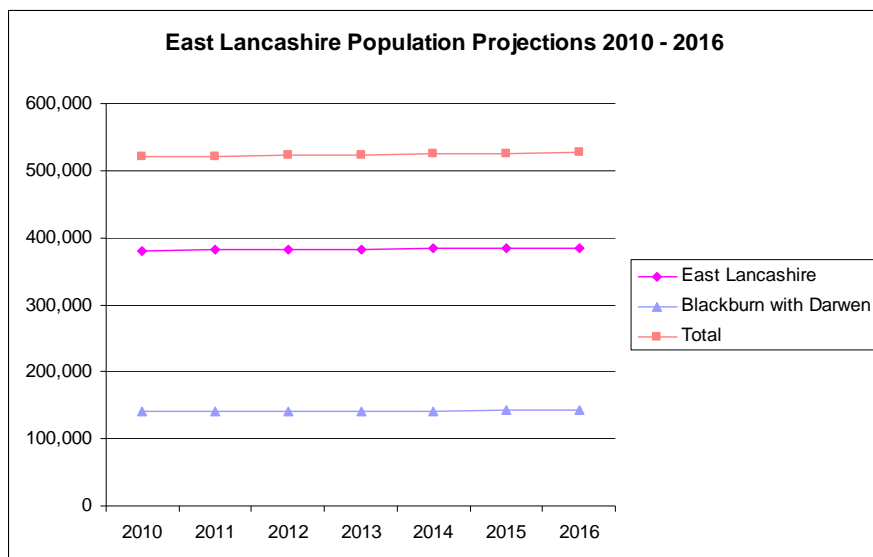 East Lancashire Population Projections 2010 - 2016
600,000
500,000
400,000
300,000
200,000
100,000
0
2010 2011 2012 2013 2014 2015 2016
East Lancashire
Blackburn with Darwen
Total